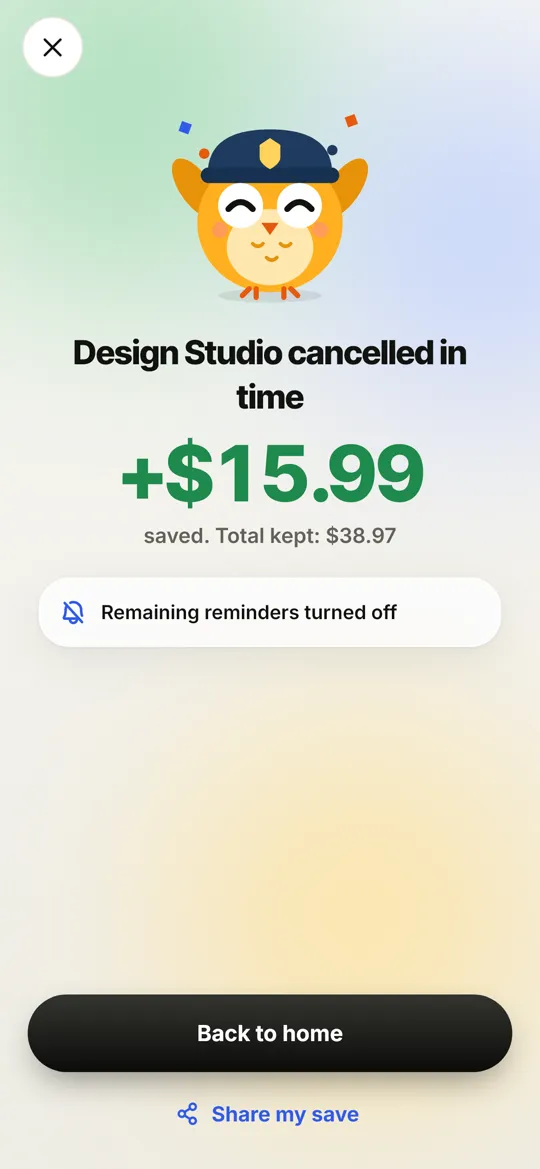 Design Studio cancelled in
time
+$15.99
saved. Total kept: $38.97
Remaining reminders turned off
Back to home
Share my save